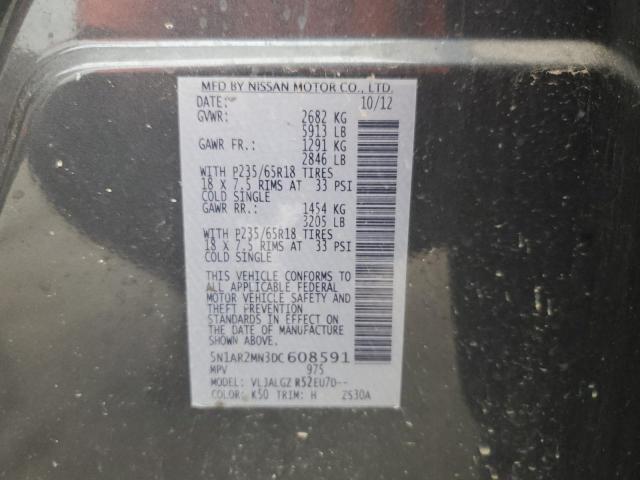 MFD BY NISSAN MOTOR CO., LTD.
DATE: 10/12
GVWR: 2682 KG
5913 LB
GAWR FR.: 1291 KG
2846 LB
WITH P235/65R18 TIRES
18 X 7.5 RIMS AT 33 PSI
COLD SINGLE
GAWR RR.: 1454 KG
3205 LB
WITH P235/65R18 TIRES
18 X 7.5 RIMS AT 33 PSI
COLD SINGLE
THIS VEHICLE CONFORMS TO
ALL APPLICABLE FEDERAL
MOTOR VEHICLE SAFETY AND
THEFT PREVENTION
STANDARDS IN EFFECT ON
THE DATE OF MANUFACTURE
SHOWN ABOVE.
5N1AR2MN3DC608591
MPV 975
MODEL: VLJALGZ R52EU7D--
COLOR: K50 TRIM: H 2S30A